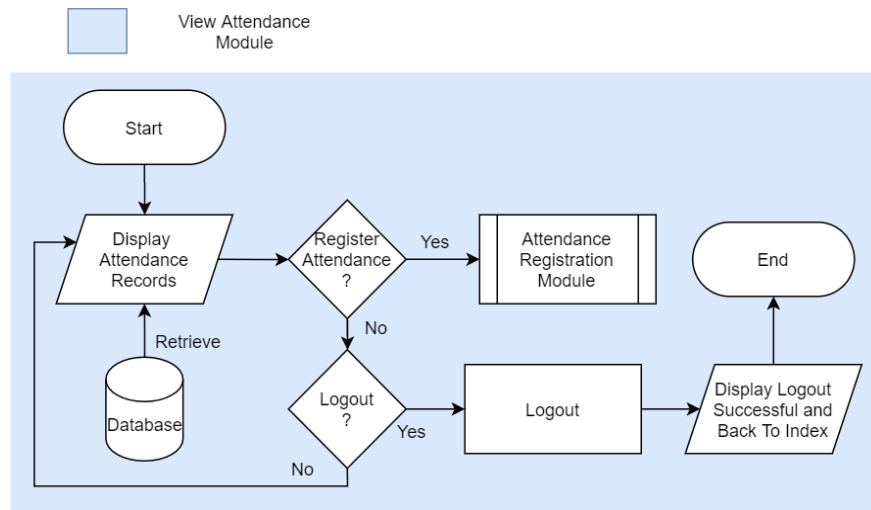 View Attendance
Module
Start
Display
Attendance
Records
Register
Attendance
?
Yes
Attendance
Registration
Module
End
No
Retrieve
Database
Logout
?
Yes
Logout
Display Logout
Successful and
Back To Index
No